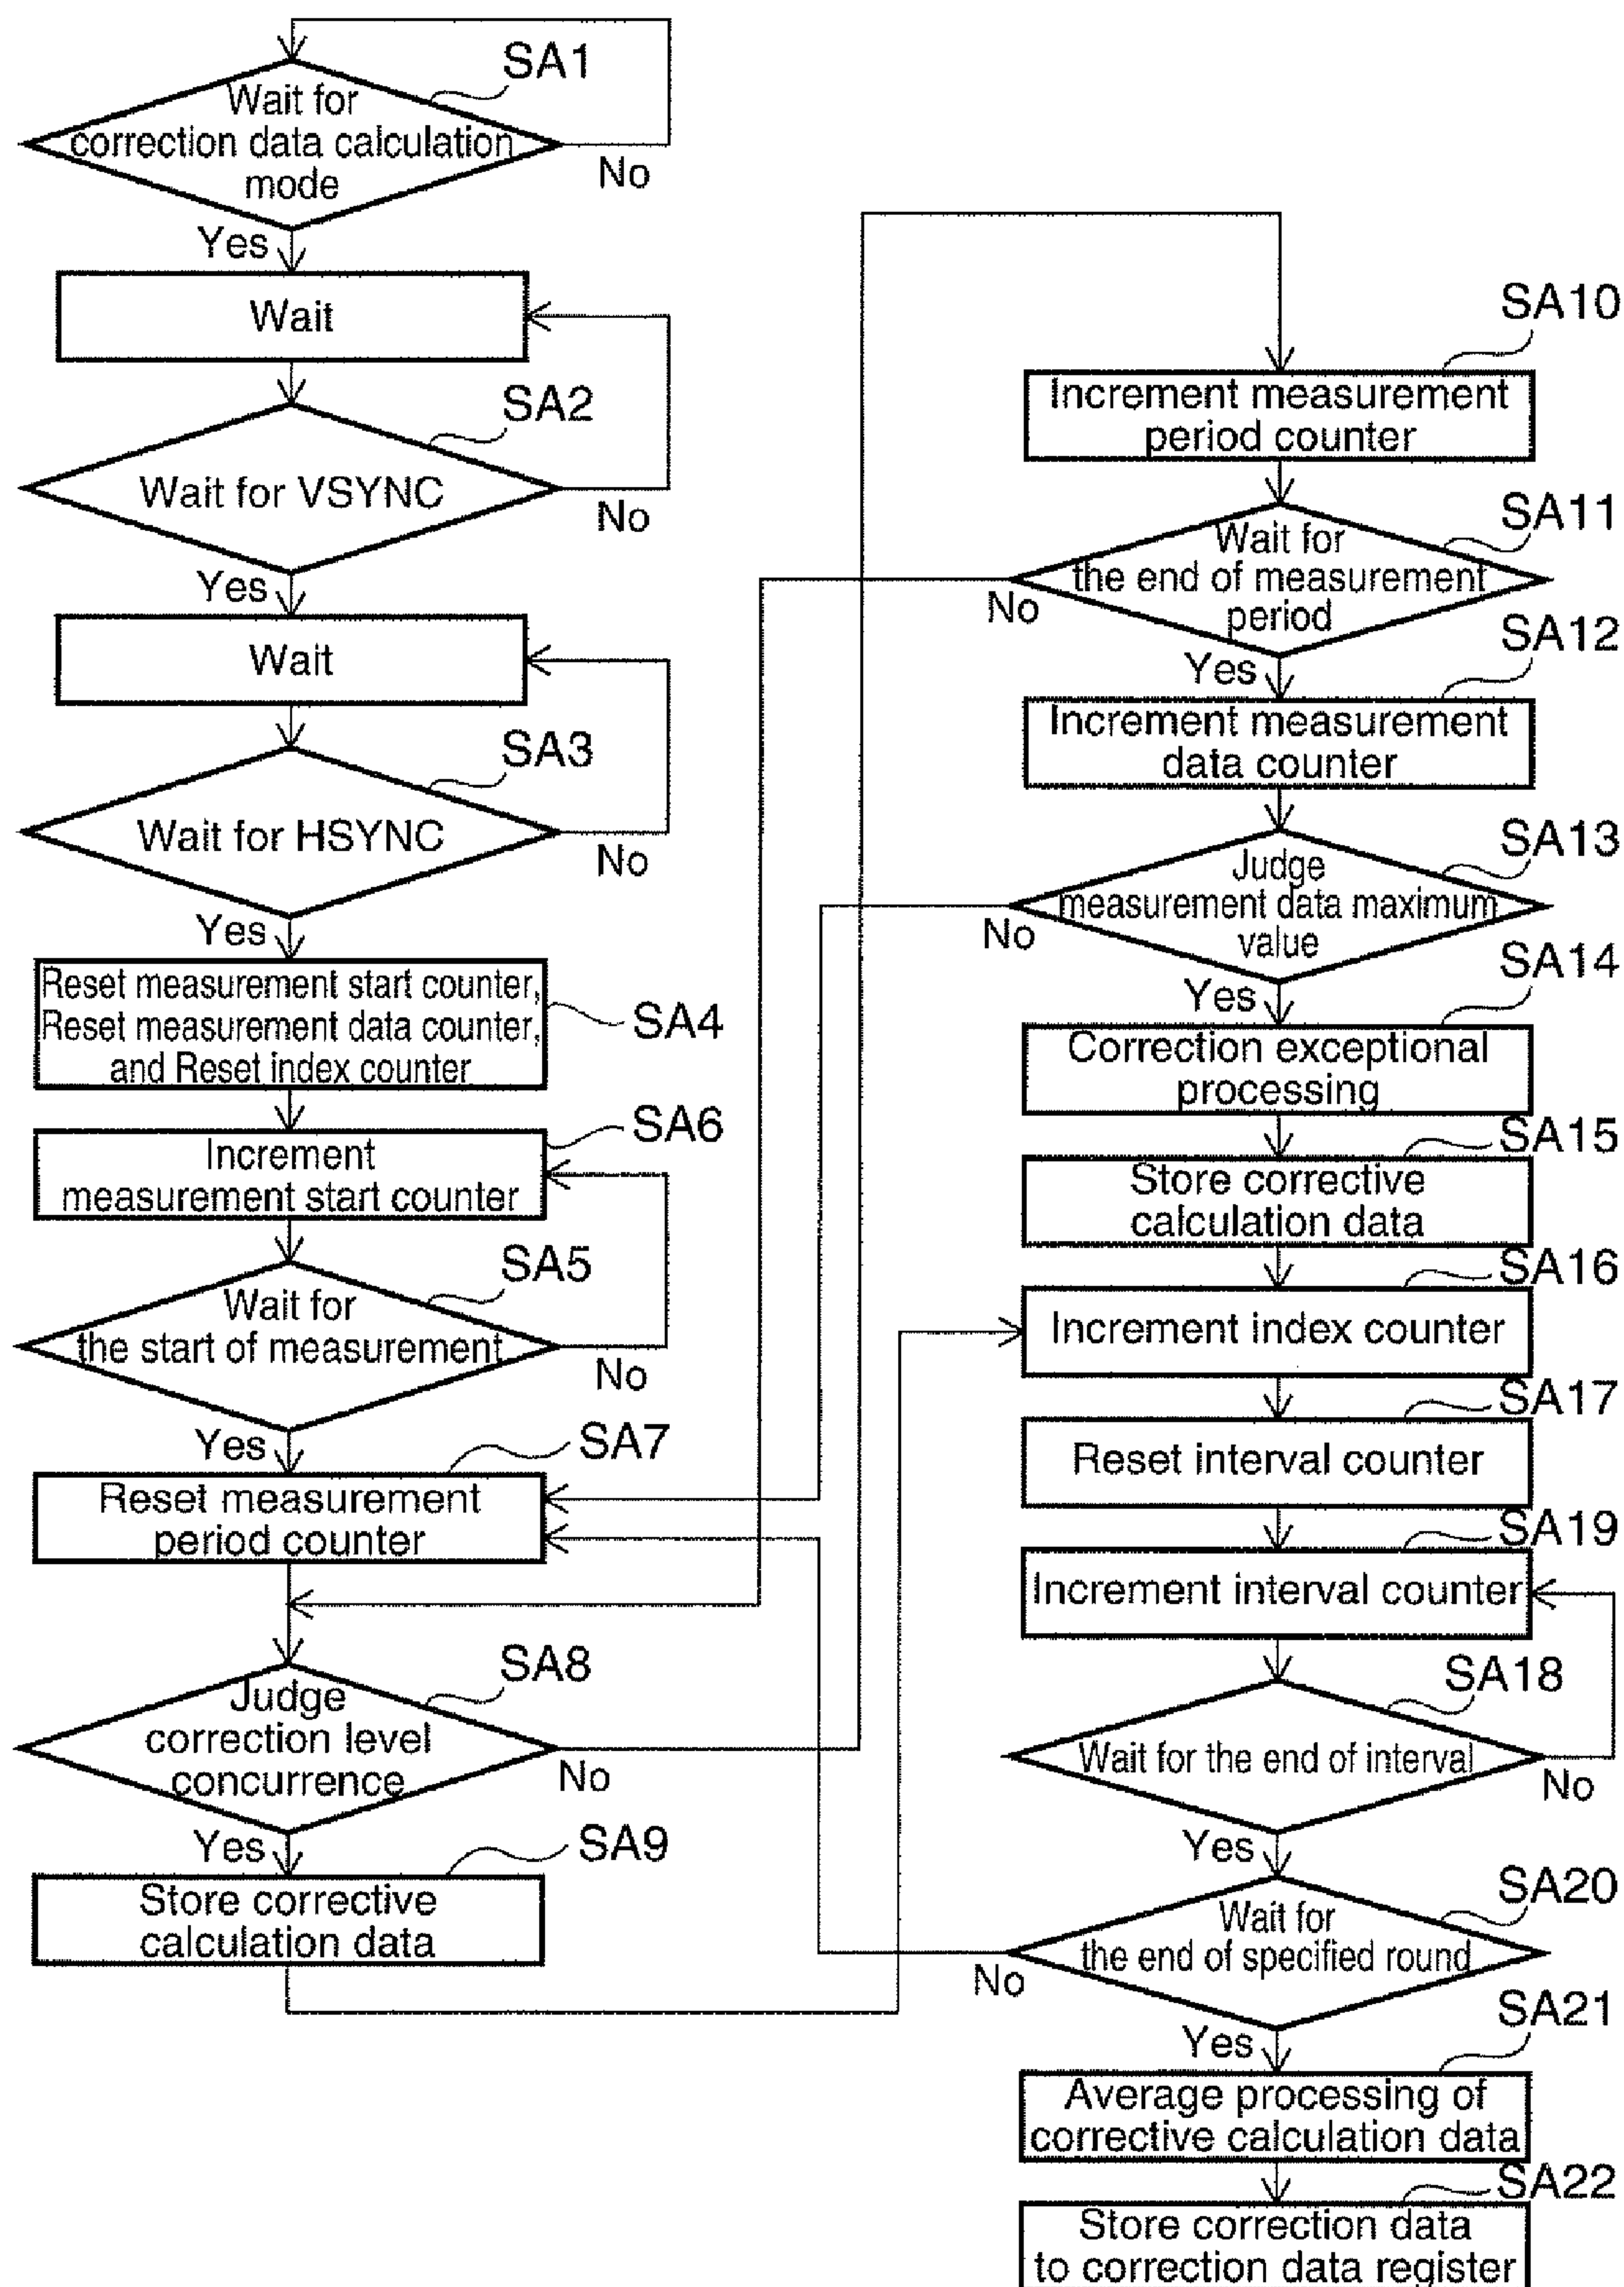 SA1
Wait for
correction data calculation
mode
No
Yes
Wait
SA2
Wait for VSYNC
No
Yes
Wait
SA3
Wait for HSYNC
No
Yes
Reset measurement start counter,
Reset measurement data counter,
and Reset index counter
SA4
SA6
Increment
measurement start counter
SA5
Wait for
the start of measurement
No
Yes
SA7
Reset measurement
period counter
SA8
Judge
correction level
concurrence
No
Yes
SA9
Store corrective
calculation data
SA10
Increment measurement
period counter
SA11
Wait for
the end of measurement
period
No
Yes
SA12
Increment measurement
data counter
SA13
Judge
measurement data maximum
value
No
Yes
SA14
Correction exceptional
processing
SA15
Store corrective
calculation data
SA16
Increment index counter
SA17
Reset interval counter
SA19
Increment interval counter
SA18
Wait for the end of interval
No
Yes
SA20
Wait for
the end of specified round
No
Yes
SA21
Average processing of
corrective calculation data
SA22
Store correction data
to correction data register